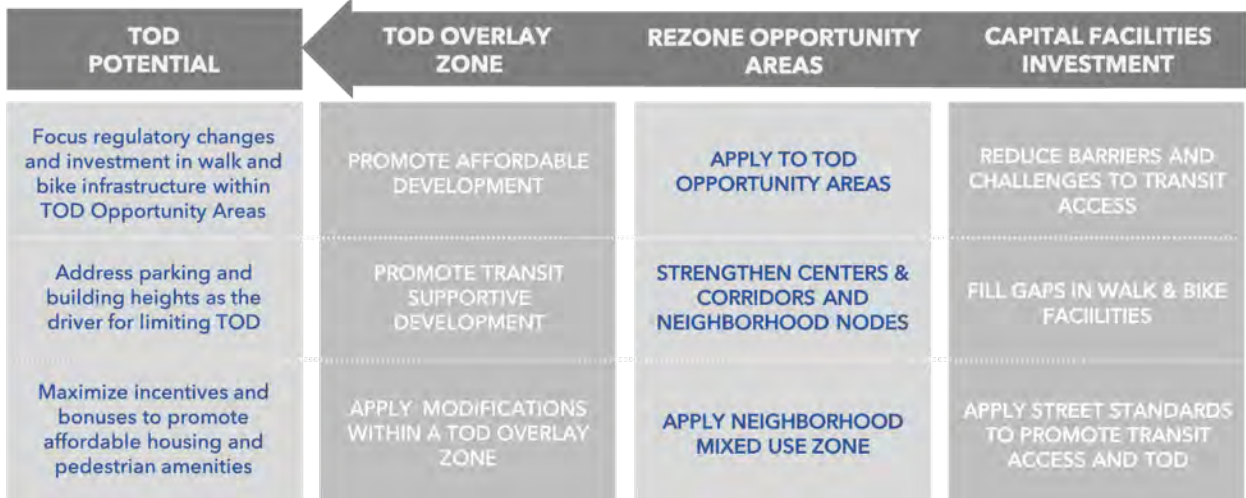 TOD
POTENTIAL
TOD OVERLAY
ZONE
REZONE OPPORTUNITY
AREAS
CAPITAL FACILITIES
INVESTMENT
Focus regulatory changes
and investment in walk and
bike infrastructure within
TOD Opportunity Areas
PROMOTE AFFORDABLE
DEVELOPMENT
APPLY TO TOD
OPPORTUNITY AREAS
REDUCE BARRIERS AND
CHALLENGES TO TRANSIT
ACCESS
Address parking and
building heights as the
driver for limiting TOD
PROMOTE TRANSIT
SUPPORTIVE
DEVELOPMENT
STRENGTHEN CENTERS &
CORRIDORS AND
NEIGHBORHOOD NODES
FILL GAPS IN WALK & BIKE
FACIILITIES
Maximize incentives and
bonuses to promote
affordable housing and
pedestrian amenities
APPLY MODIFICATIONS
WITHIN A TOD OVERLAY
ZONE
APPLY NEIGHBORHOOD
MIXED USE ZONE
APPLY STREET STANDARDS
TO PROMOTE TRANSIT
ACCESS AND TOD